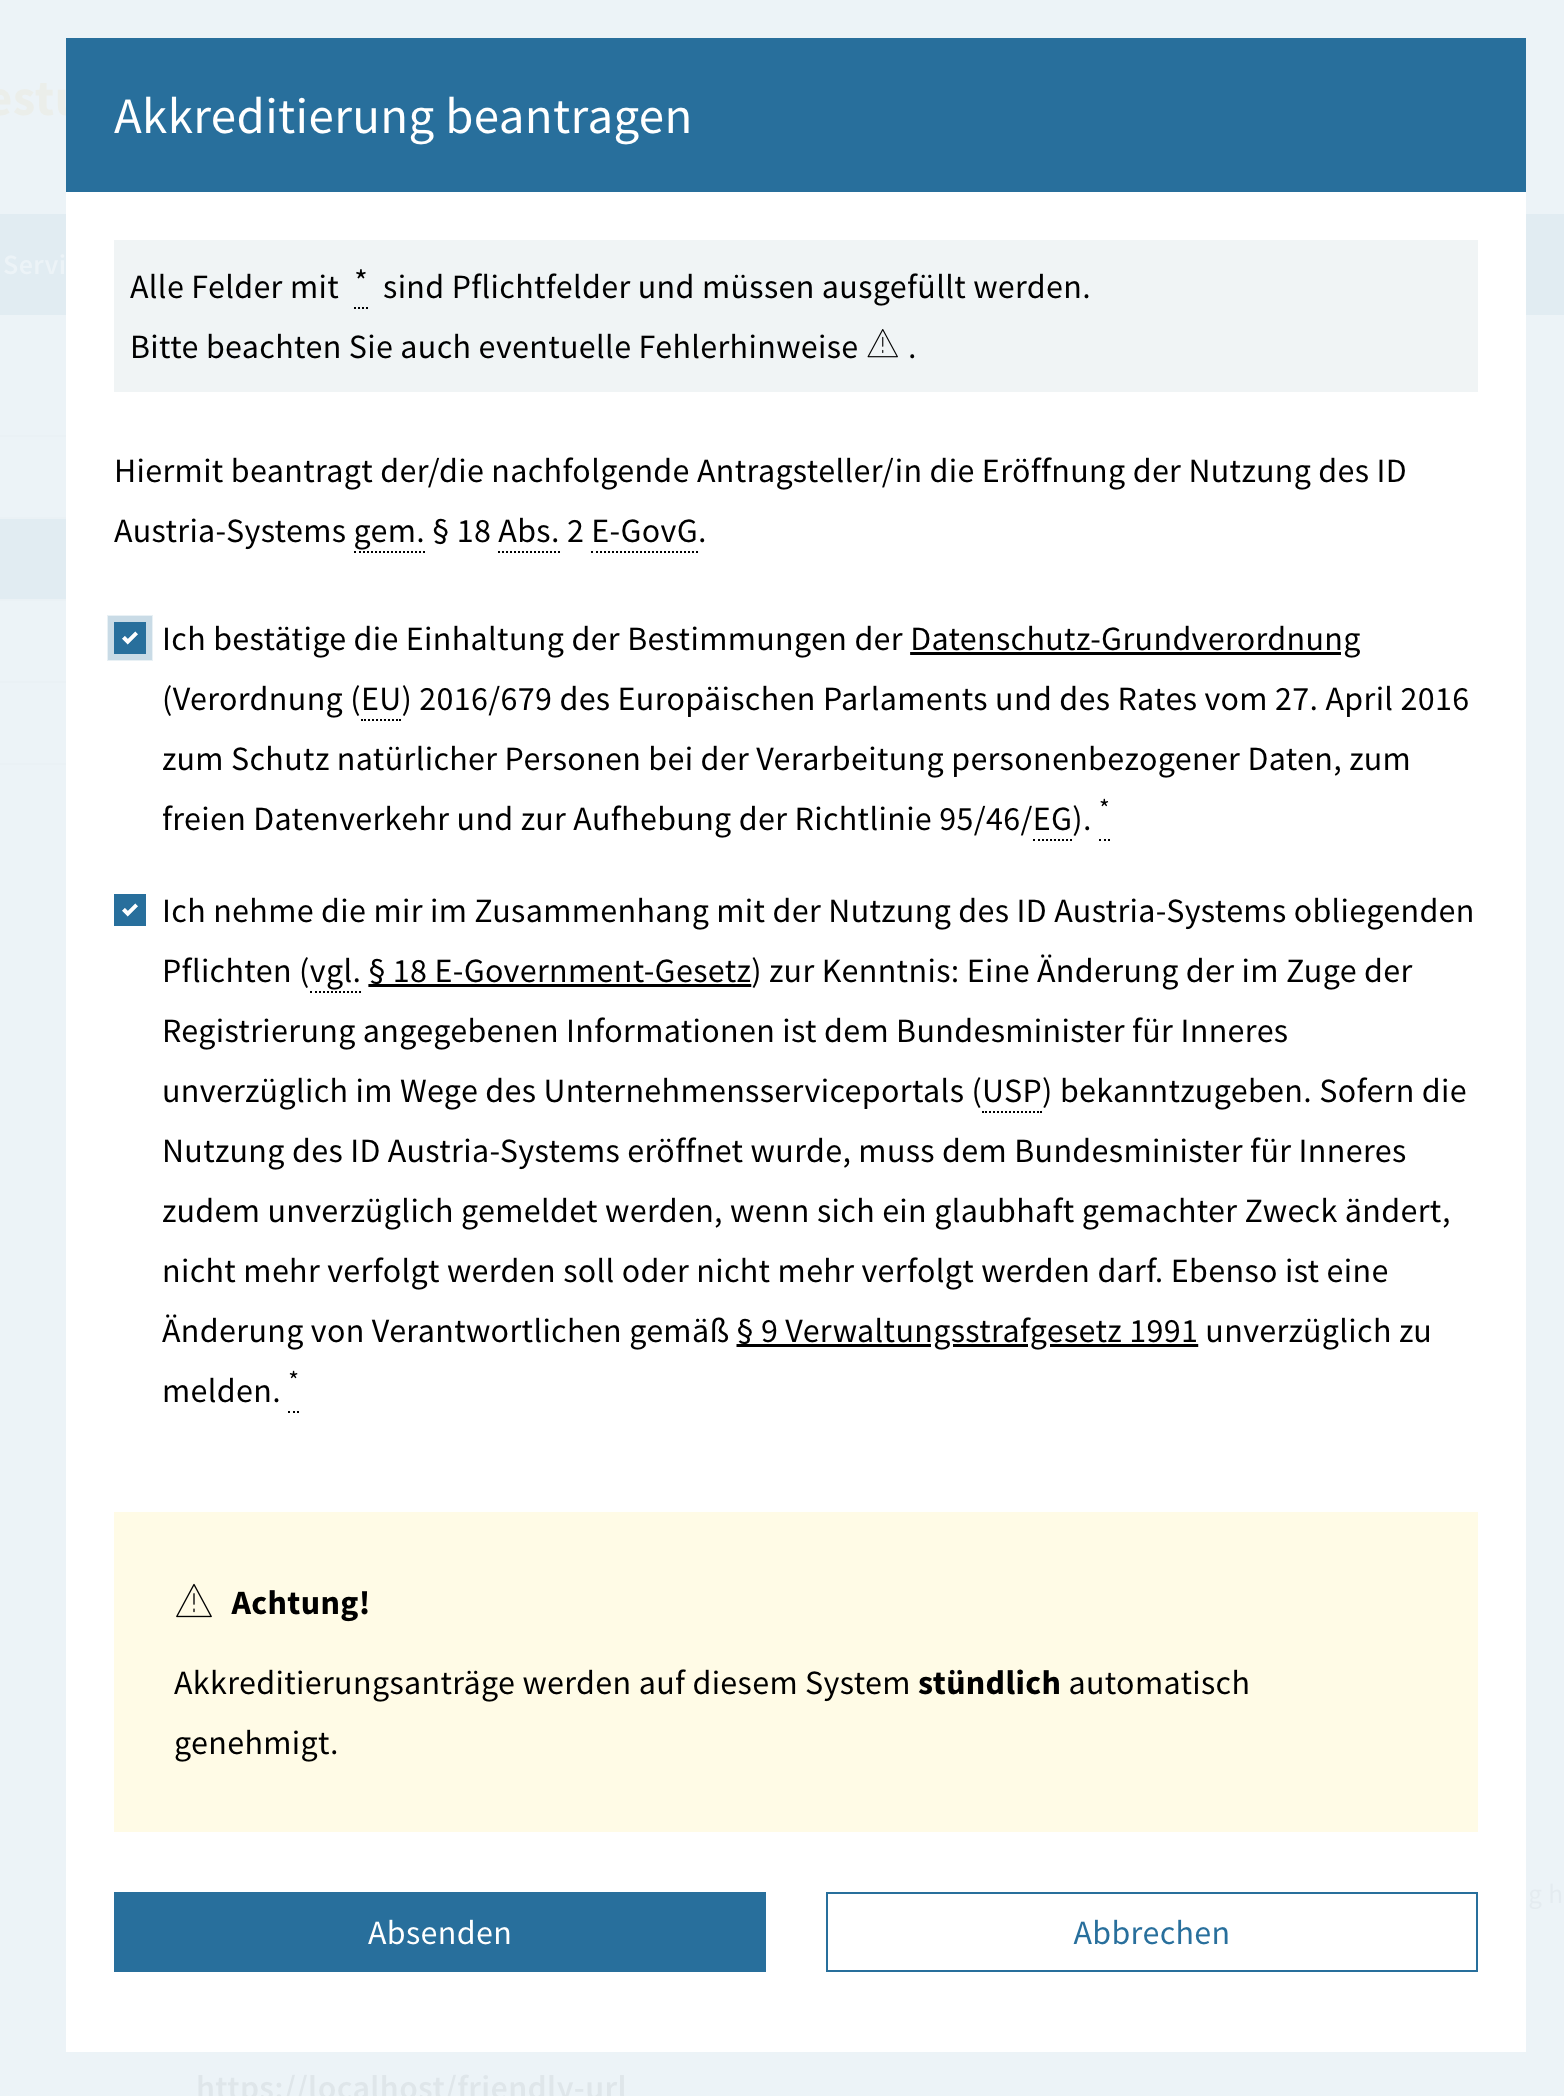 Akkreditierung beantragen
Alle Felder mit * sind Pflichtfelder und müssen ausgefüllt werden.
Bitte beachten Sie auch eventuelle Fehlerhinweise ⚠ .
Hiermit beantragt der/die nachfolgende Antragsteller/in die Eröffnung der Nutzung des ID
Austria-Systems gem. § 18 Abs. 2 E-GovG.
Servi
Ich bestätige die Einhaltung der Bestimmungen der Datenschutz-Grundverordnung
(Verordnung (EU) 2016/679 des Europäischen Parlaments und des Rates vom 27. April 2016
zum Schutz natürlicher Personen bei der Verarbeitung personenbezogener Daten, zum
freien Datenverkehr und zur Aufhebung der Richtlinie 95/46/EG). *
Ich nehme die mir im Zusammenhang mit der Nutzung des ID Austria-Systems obliegenden
Pflichten (vgl. § 18 E-Government-Gesetz) zur Kenntnis: Eine Änderung der im Zuge der
Registrierung angegebenen Informationen ist dem Bundesminister für Inneres
unverzüglich im Wege des Unternehmensserviceportals (USP) bekanntzugeben. Sofern die
Nutzung des ID Austria-Systems eröffnet wurde, muss dem Bundesminister für Inneres
zudem unverzüglich gemeldet werden, wenn sich ein glaubhaft gemachter Zweck ändert,
nicht mehr verfolgt werden soll oder nicht mehr verfolgt werden darf. Ebenso ist eine
Änderung von Verantwortlichen gemäß § 9 Verwaltungsstrafgesetz 1991 unverzüglich zu
melden. *
⚠ Achtung!
Akkreditierungsanträge werden auf diesem System stündlich automatisch
genehmigt.
Absenden
Abbrechen
https://localhost/friendly-url